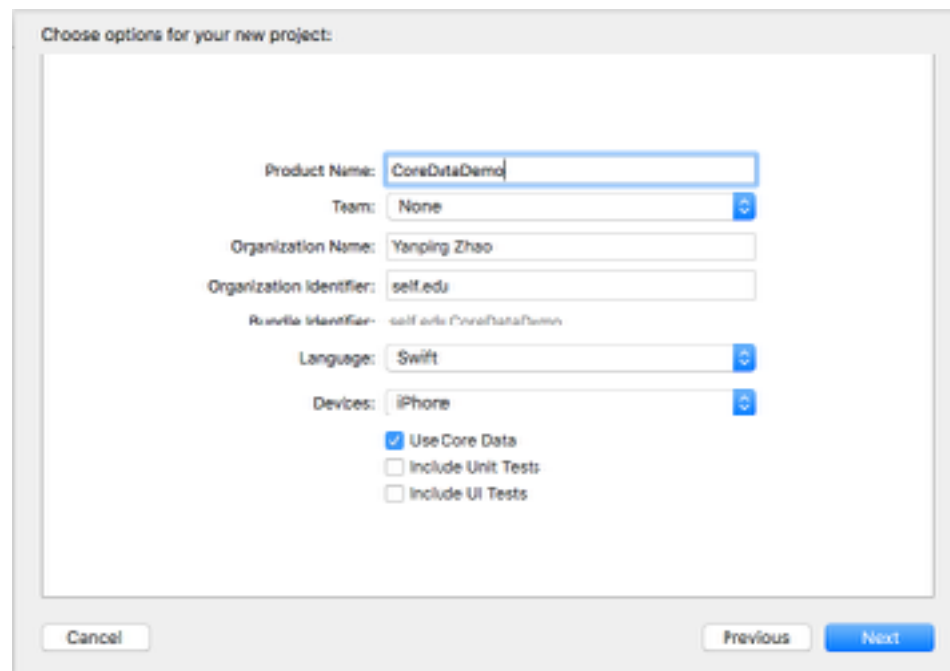 Choose options for your new project:
Product Name: CoreDataDemo
Team: None
Organization Name: Yanping Zhao
Organization Identifier: self.edu
Bundle Identifier: self.edu.CoreDataDemo
Language: Swift
Devices: iPhone
Use Core Data
Include Unit Tests
Include UI Tests
Cancel Previous Next